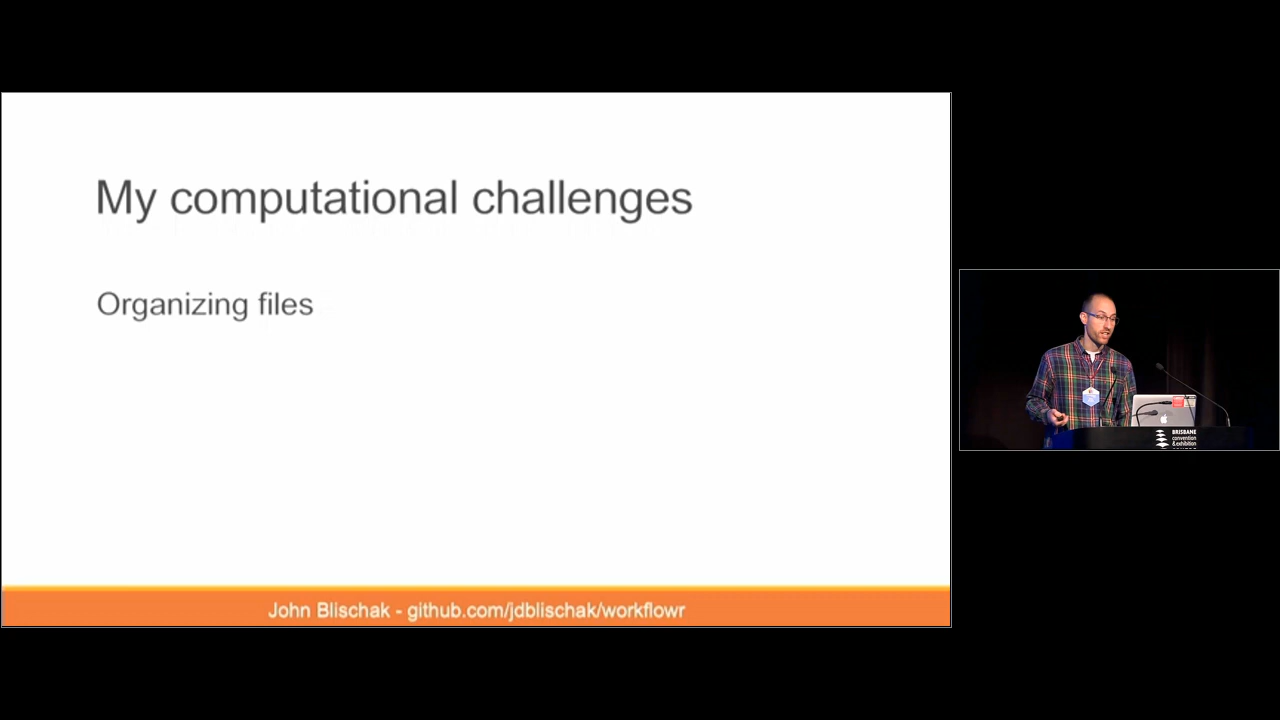 My computational challenges
Organizing files
John Blischak - github.com/jdblischak/workflowr
BRISBANE
convention
& exhibition